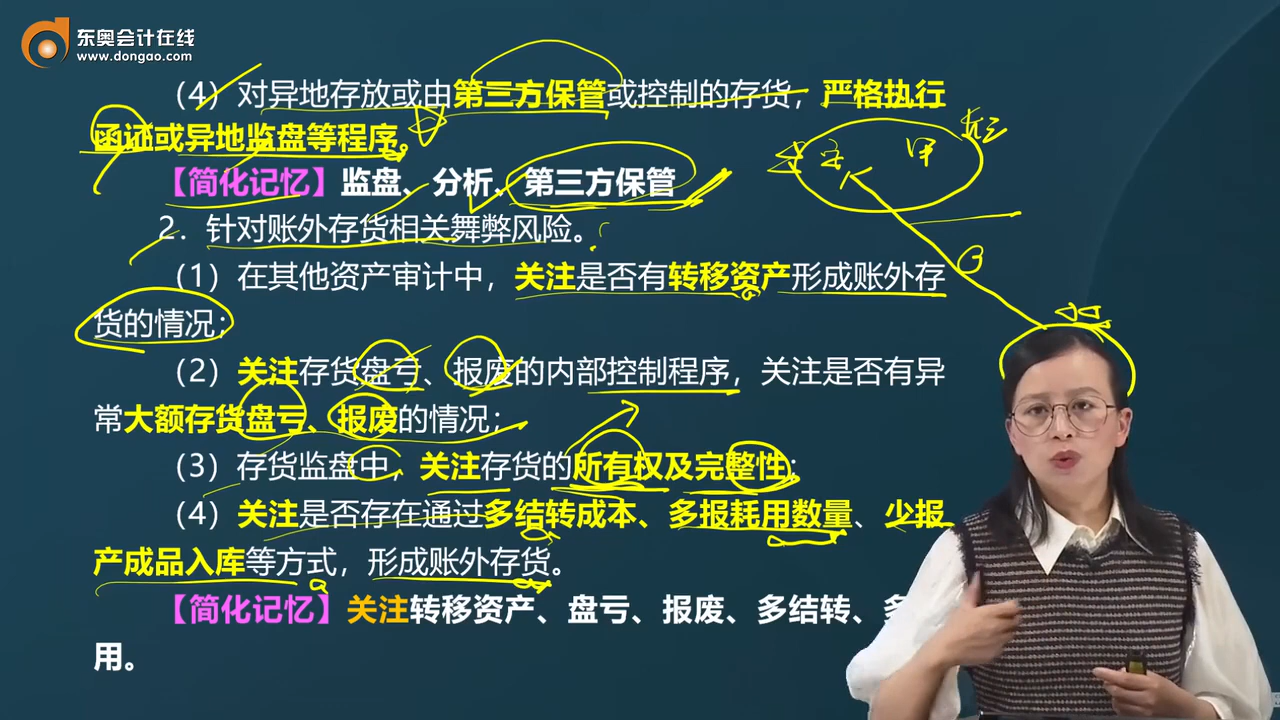 东奥会计在线
www.dongao.com
（4）对异地存放或由第三方保管或控制的存货，严格执行
函证或异地监盘等程序。
【简化记忆】监盘、分析、第三方保管
2．针对账外存货相关舞弊风险。
（1）在其他资产审计中，关注是否有转移资产形成账外存
货的情况；
（2）关注存货盘亏、报废的内部控制程序，关注是否有异
常大额存货盘亏、报废的情况；
（3）存货监盘中，关注存货的所有权及完整性；
（4）关注是否存在通过多结转成本、多报耗用数量、少报
产成品入库等方式，形成账外存货。
【简化记忆】关注转移资产、盘亏、报废、多结转、多
用。
甲